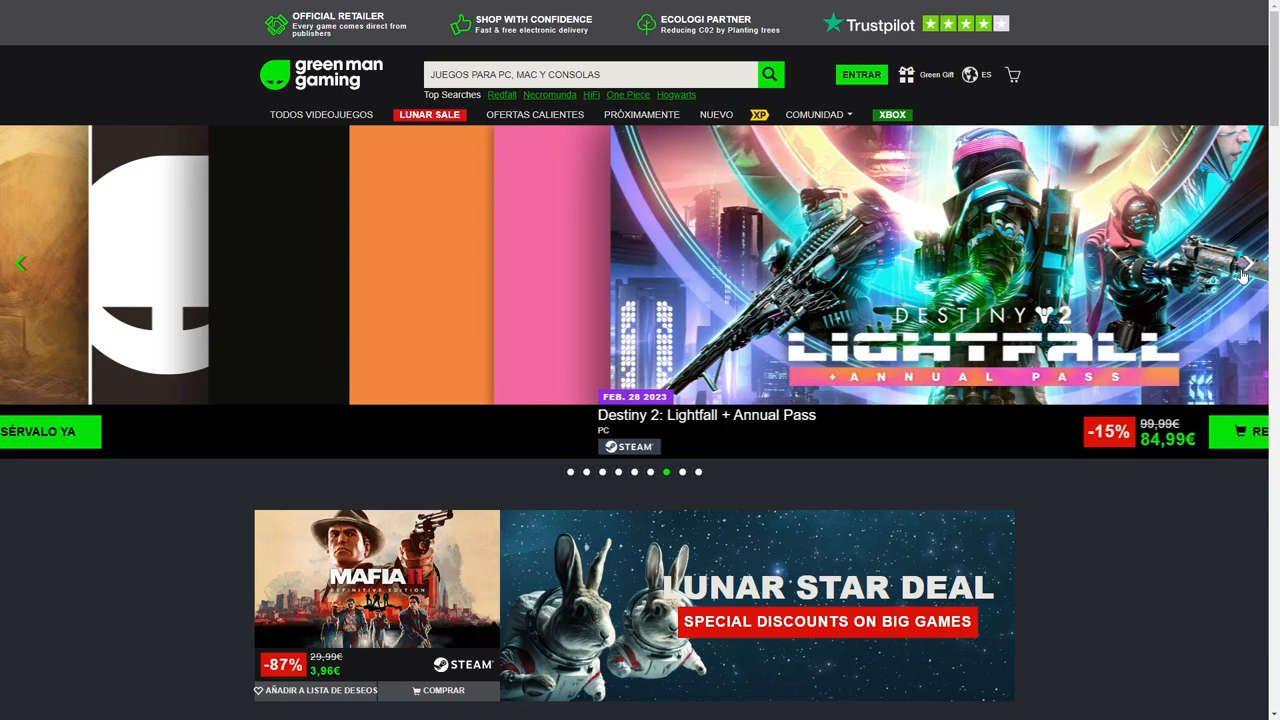 OFFICIAL RETAILER
Every game comes direct from
publishers
SHOP WITH CONFIDENCE
Fast & free electronic delivery
ECOLOGI PARTNER
Reducing C02 by Planting trees
Trustpilot
green man
gaming
JUEGOS PARA PC, MAC Y CONSOLAS
Top Searches Redfall Necromunda HiFi One Piece Hogwarts
ENTRAR
Green Gift
ES
TODOS VIDEOJUEGOS
LUNAR SALE
OFERTAS CALIENTES
PRÓXIMAMENTE
NUEVO
XP
COMUNIDAD
XBOX
DESTINY 2
LIGHTFALL
+ ANNUAL PASS
SÉRVALO YA
FEB. 28 2023
Destiny 2: Lightfall + Annual Pass
PC
STEAM
-15%
99,99€
84,99€
RE
MAFIA II
DEFINITIVE EDITION
-87%
29,99€
3,96€
STEAM
AÑADIR A LISTA DE DESEOS
COMPRAR
LUNAR STAR DEAL
SPECIAL DISCOUNTS ON BIG GAMES